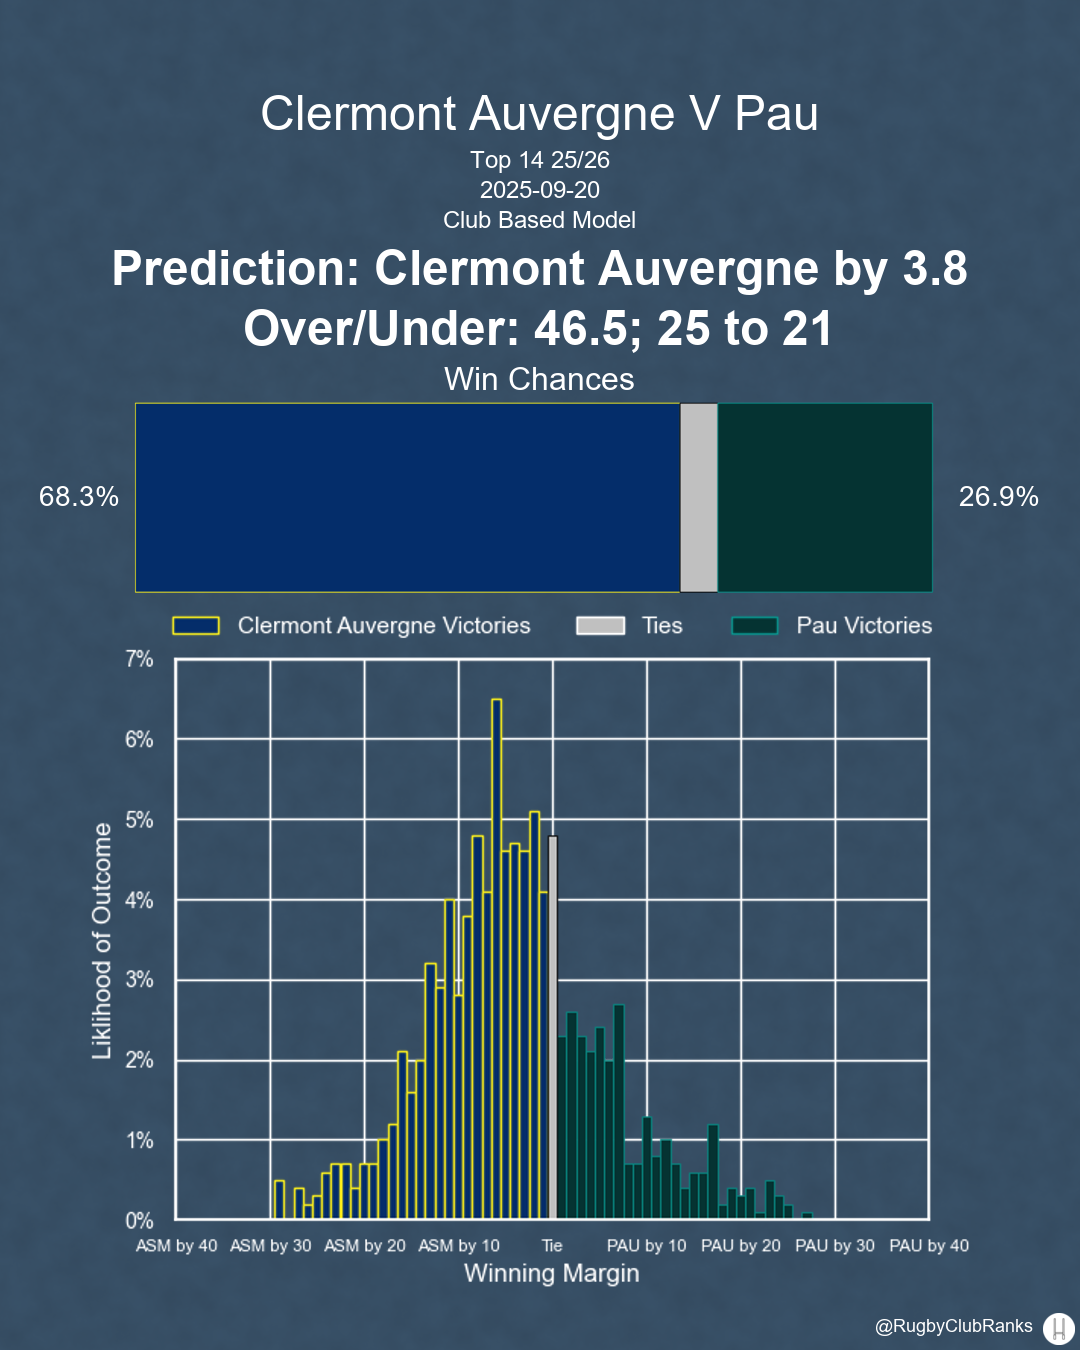 Clermont Auvergne V Pau
Top 14 25/26
2025-09-20
Club Based Model
Prediction: Clermont Auvergne by 3.8
Over/Under: 46.5; 25 to 21
Win Chances
68.3%
26.9%
Clermont Auvergne Victories
Ties
Pau Victories
7%
6%
5%
4%
3%
2%
1%
0%
Liklihood of Outcome
ASM by 40
ASM by 30
ASM by 20
ASM by 10
Tie
PAU by 10
PAU by 20
PAU by 30
PAU by 40
Winning Margin
@RugbyClubRanks